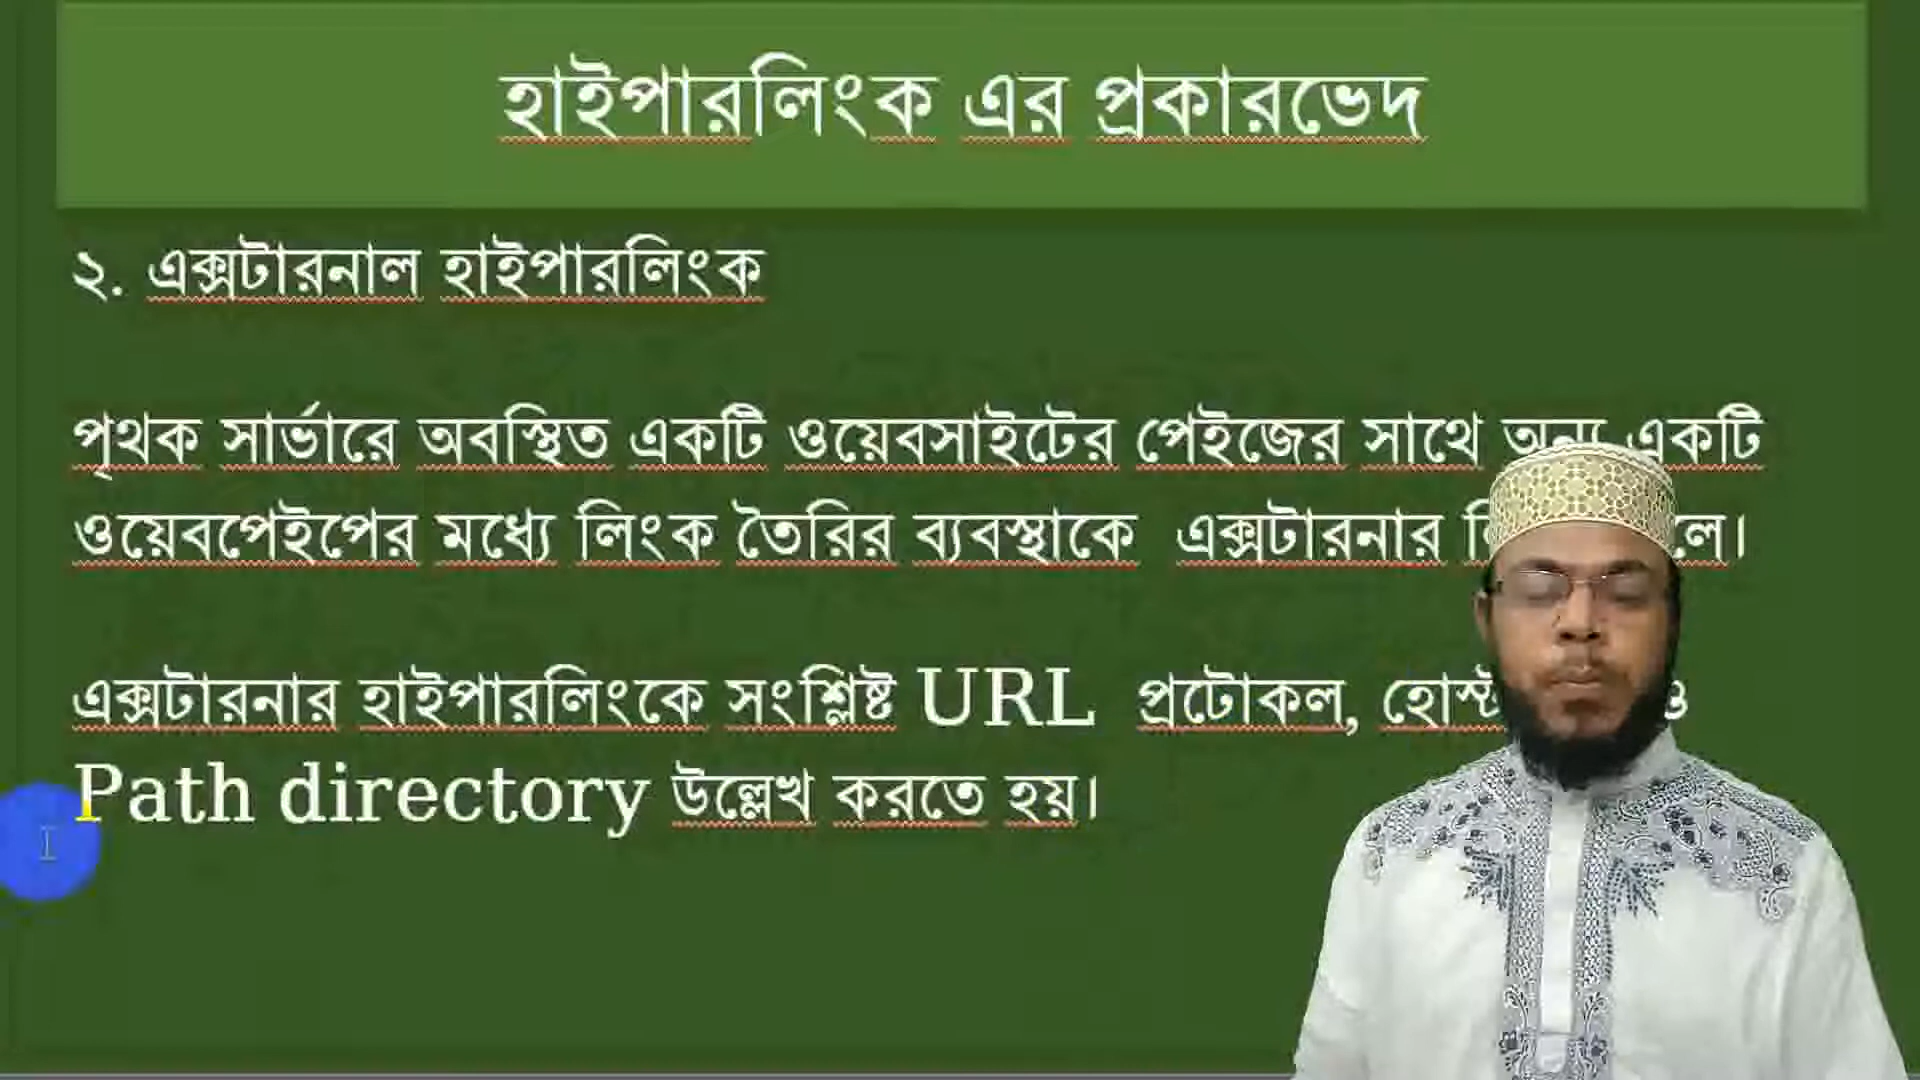 হাইপারলিংক এর প্রকারভেদ
২. এক্সটারনাল হাইপারলিংক
পৃথক সার্ভারে অবস্থিত একটি ওয়েবসাইটের পেইজের সাথে অন্য একটি
ওয়েবপেইপের মধ্যে লিংক তৈরির ব্যবস্থাকে এক্সটারনার
এক্সটারনার হাইপারলিংকে সংশ্লিষ্ট URL প্রটোকল, ও
Path directory উল্লেখ করতে হয়।